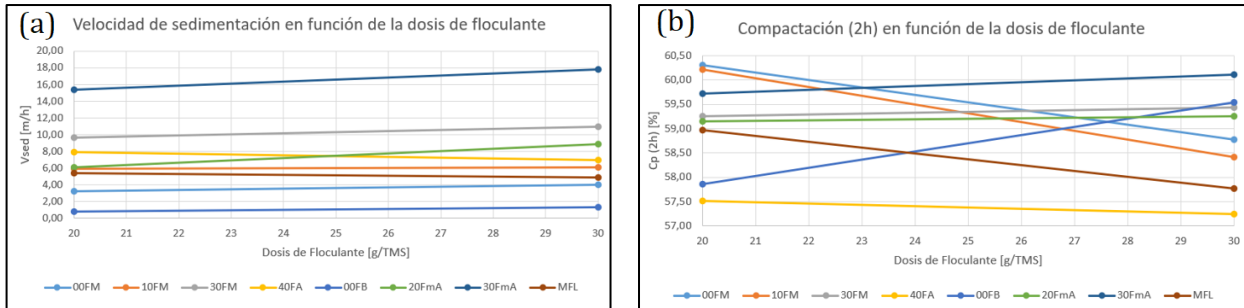 (a)
Velocidad de sedimentación en función de la dosis de floculante
Vsed [m/h]
20,00
18,00
16,00
14,00
12,00
10,00
8,00
6,00
4,00
2,00
0,00
20 21 22 23 24 25 26 27 28 29 30
Dosis de Floculante [g/TMS]
00FM 10FM 30FM 40FA 00FB 20FmA 30FmA MFL
(b)
Compactación (2h) en función de la dosis de floculante
Cp (2h) [%]
60,50
60,00
59,50
59,00
58,50
58,00
57,50
57,00
20 21 22 23 24 25 26 27 28 29 30
Dosis de Floculante [g/TMS]
00FM 10FM 30FM 40FA 00FB 20FmA 30FmA MFL